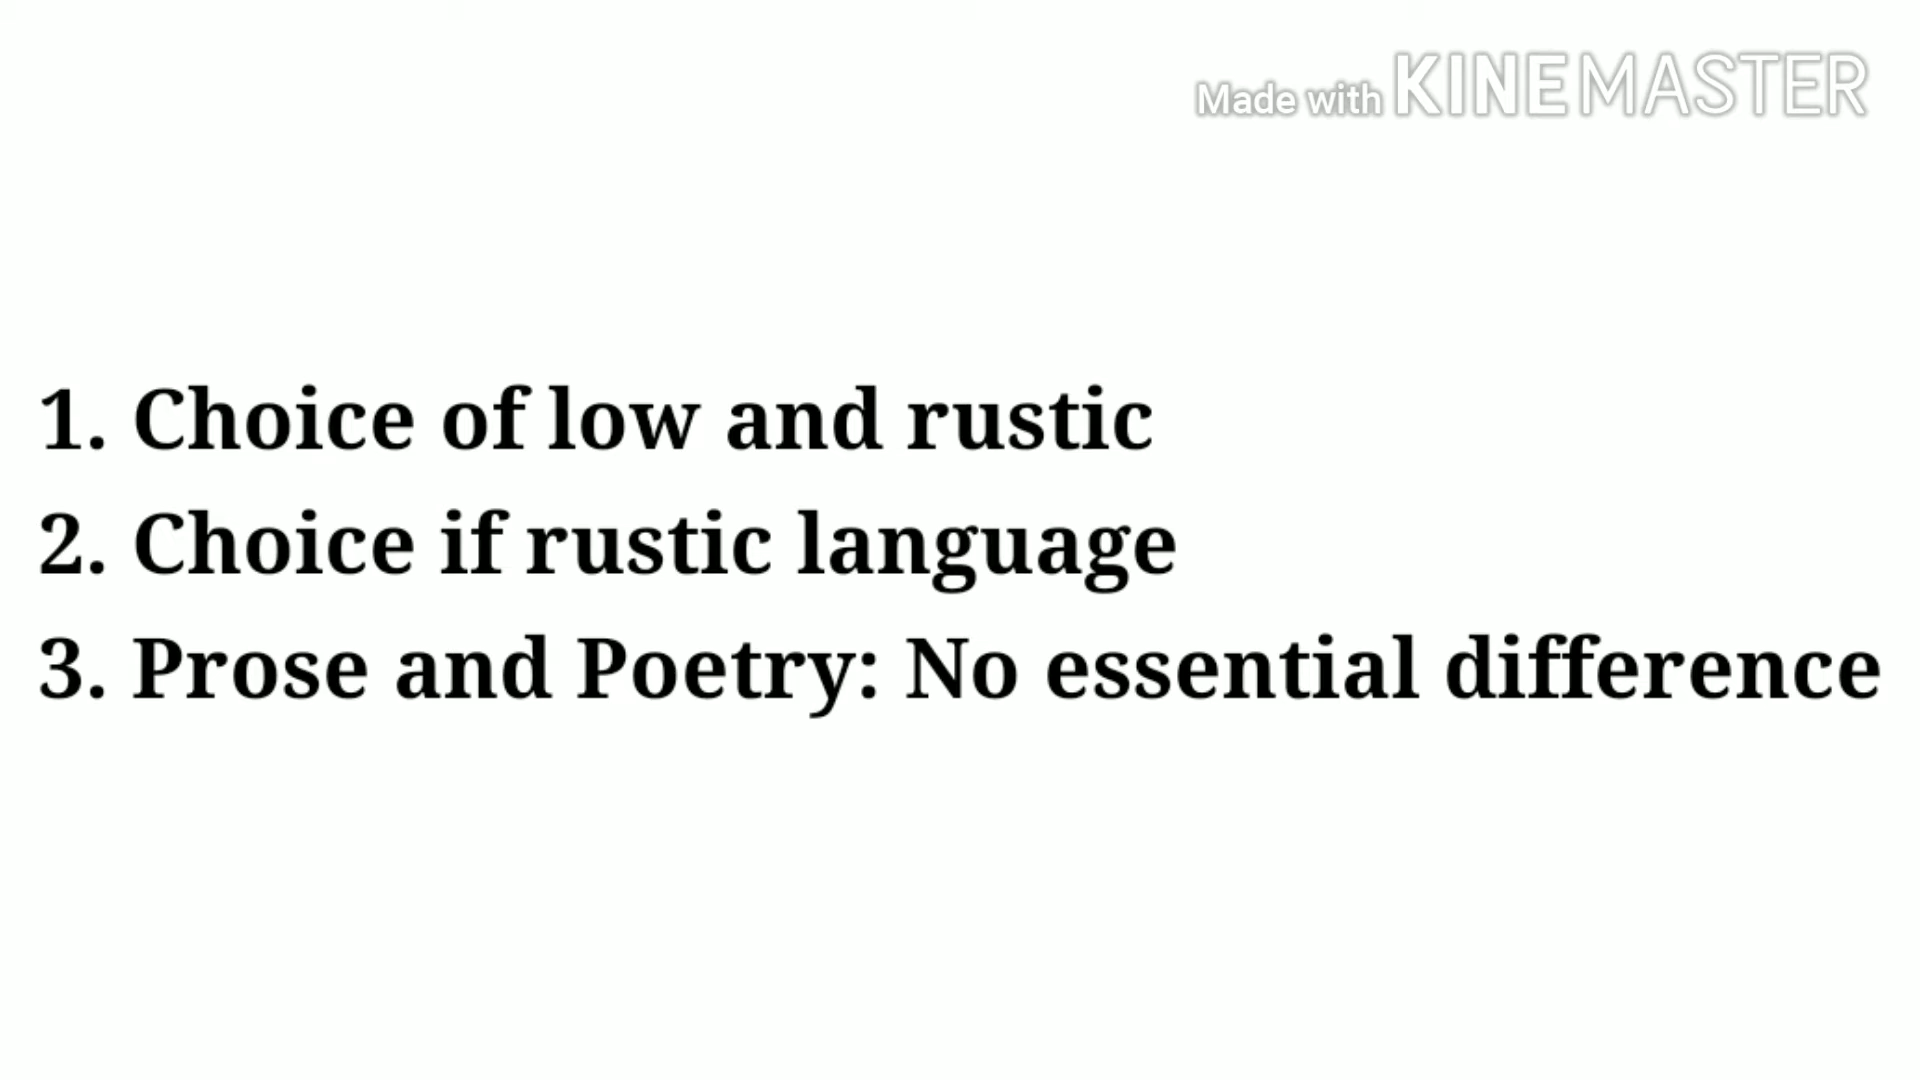 Made with KINEMASTER
1. Choice of low and rustic
2. Choice if rustic language
3. Prose and Poetry: No essential difference